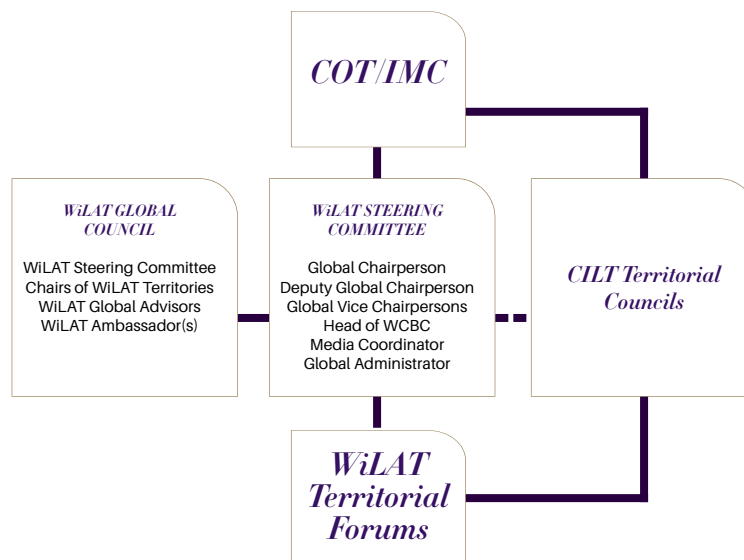 COT/IMC
WiLAT GLOBAL
COUNCIL
WiLAT Steering Committee
Chairs of WiLAT Territories
WiLAT Global Advisors
WiLAT Ambassador(s)
WiLAT STEERING
COMMITTEE
Global Chairperson
Deputy Global Chairperson
Global Vice Chairpersons
Head of WCBC
Media Coordinator
Global Administrator
CILT Territorial
Councils
WiLAT
Territorial
Forums